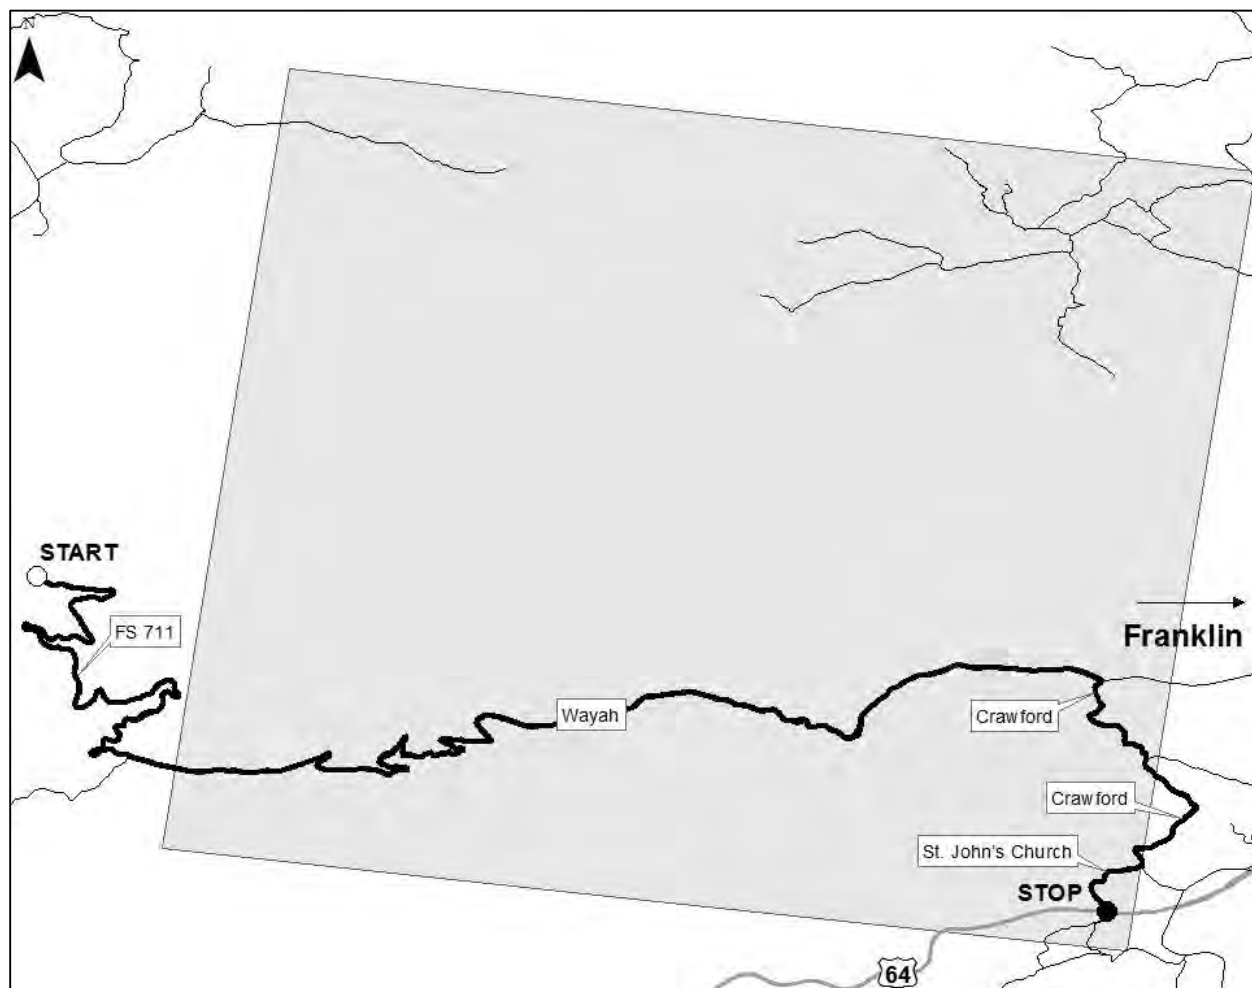 N
START
FS 711
Franklin
Wayah
Crawford
Crawford
St. John's Church
STOP
64